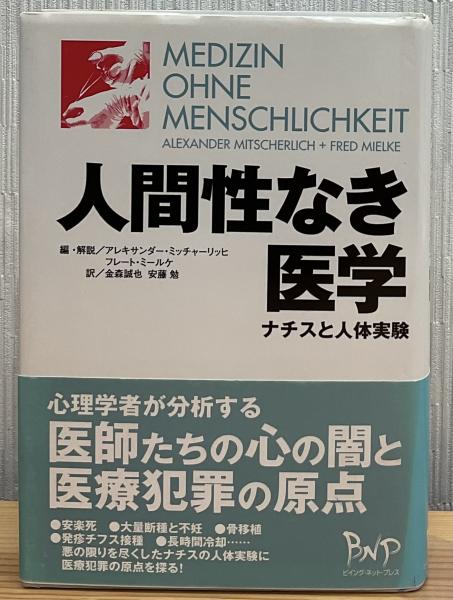 MEDIZIN
OHNE
MENSCHLICHKEIT
ALEXANDER MITSCHERLICH + FRED MIELKE
人間性なき
医学
編・解説／アレキサンダー・ミッチャーリッヒ
フレート・ミールケ
訳／金森誠也 安藤 勉
ナチスと人体実験
心理学者が分析する
医師たちの心の闇と
医療犯罪の原点
●安楽死 ●大量断種と不妊 ●骨移植
●発疹チフス接種 ●長時間冷却……
悪の限りを尽くしたナチスの人体実験に
医療犯罪の原点を探る！
BNP
ビイング・ネット・プレス